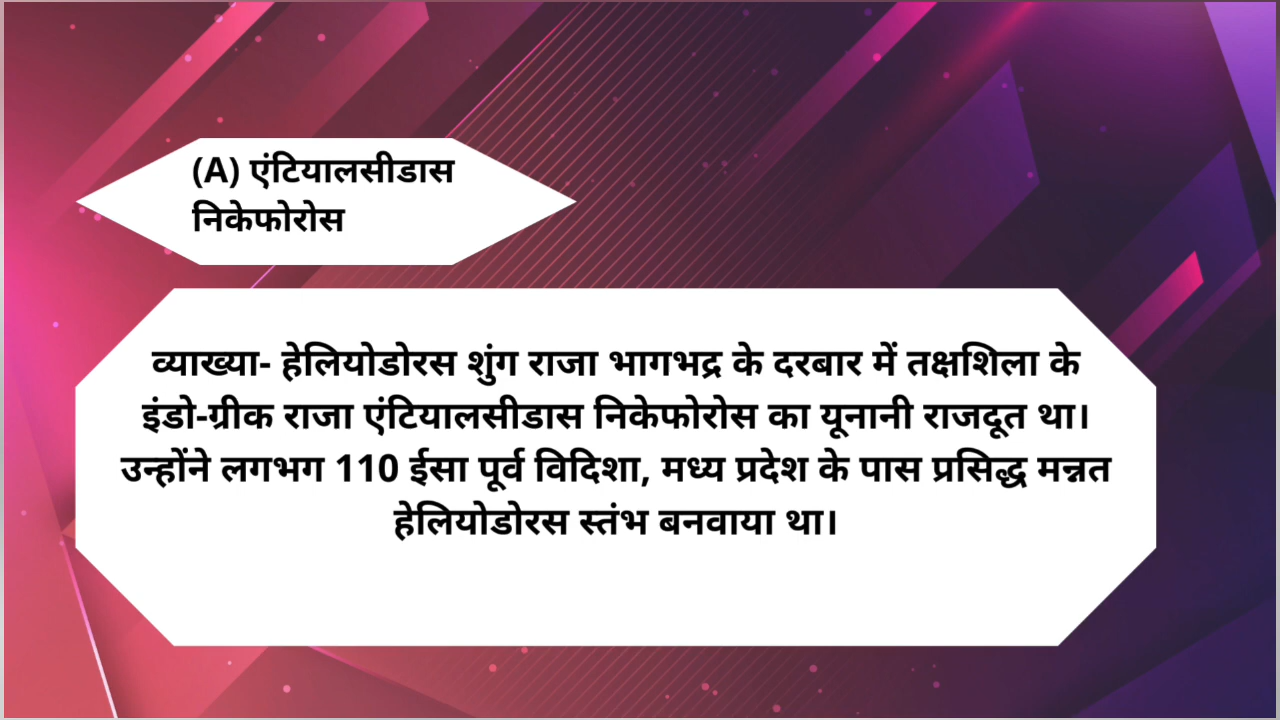 (A) एंटियालसीडास
निकेफोरोस
व्याख्या- हेलियोडोरस शुंग राजा भागभद्र के दरबार में तक्षशिला के
इंडो-ग्रीक राजा एंटियालसीडास निकेफोरोस का यूनानी राजदूत था।
उन्होंने लगभग 110 ईसा पूर्व विदिशा, मध्य प्रदेश के पास प्रसिद्ध मन्नत
हेलियोडोरस स्तंभ बनवाया था।